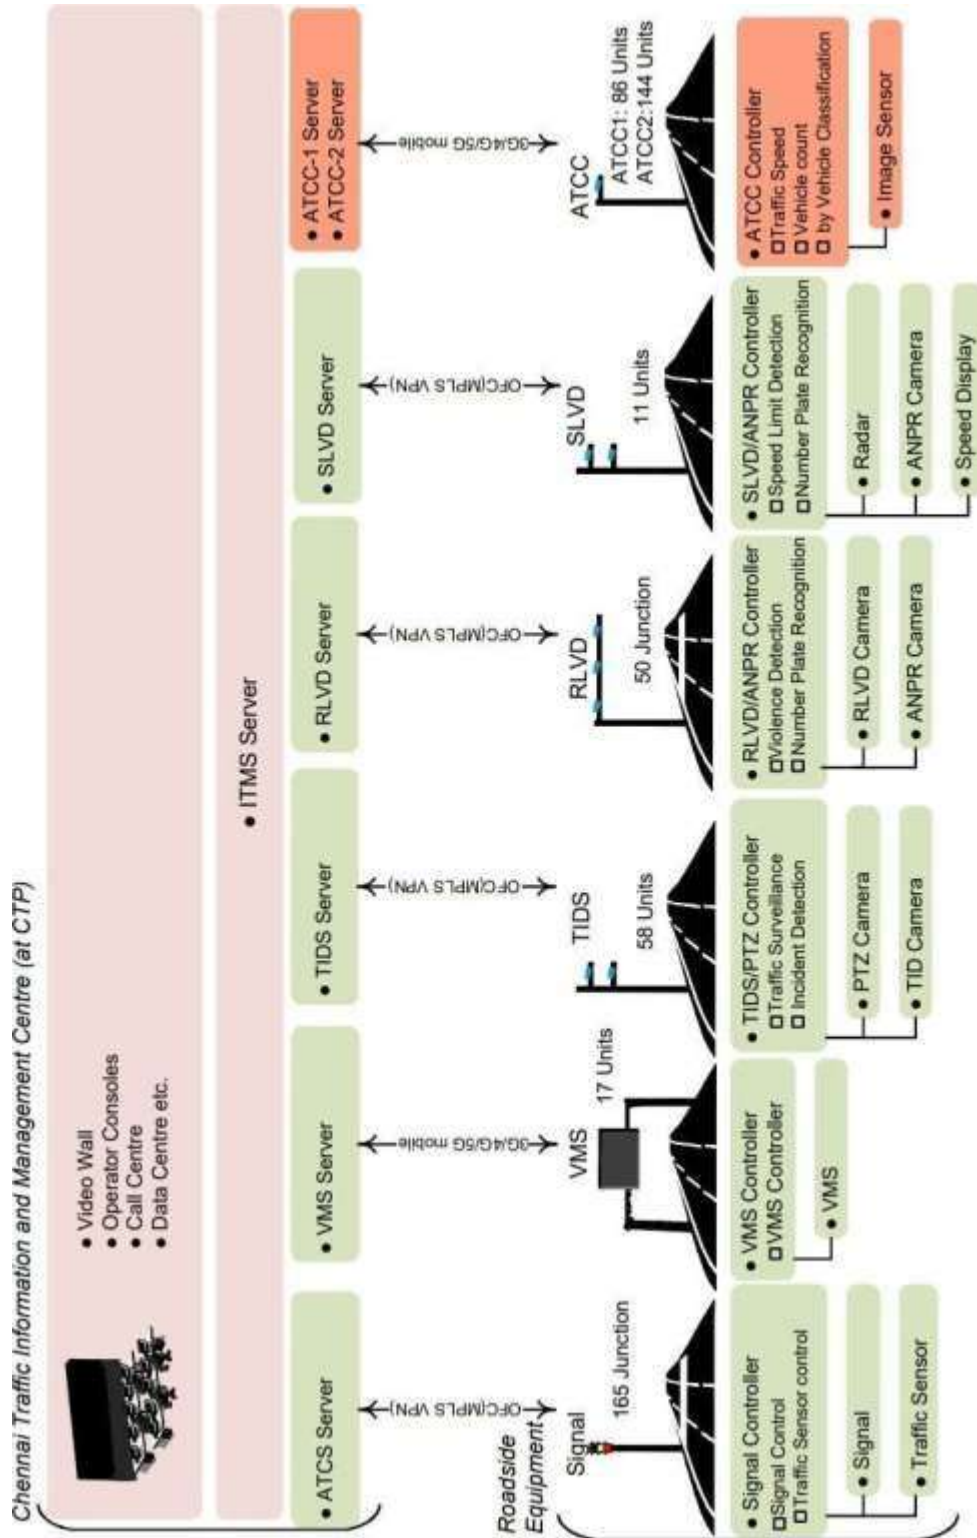 Chennai Traffic Information and Management Centre (at CTP)
● Video Wall
● Operator Consoles
● Call Centre
● Data Centre etc.
● ITMS Server
● ATCS Server
● VMS Server
● TIDS Server
● RLVD Server
● SLVD Server
● ATCC-1 Server
● ATCC-2 Server
OFC(MPLS VPN)
3G/4G/5G mobile
OFC(MPLS VPN)
OFC(MPLS VPN)
OFC(MPLS VPN)
3G/4G/5G mobile
Roadside
Equipment
Signal
165 Junction
VMS
17 Units
TIDS
58 Units
RLVD
50 Junction
SLVD
11 Units
ATCC
ATCC1: 86 Units
ATCC2:144 Units
● Signal Controller
□Signal Control
□Traffic Sensor control
● Signal
● Traffic Sensor
● VMS Controller
□VMS Controller
● VMS
● TIDS/PTZ Controller
□Traffic Surveillance
□Incident Detection
● PTZ Camera
● TID Camera
● RLVD/ANPR Controller
□Violence Detection
□Number Plate Recognition
● RLVD Camera
● ANPR Camera
● SLVD/ANPR Controller
□Speed Limit Detection
□Number Plate Recognition
● Radar
● ANPR Camera
● Speed Display
● ATCC Controller
□Traffic Speed
□ Vehicle count
□ by Vehicle Classification
● Image Sensor